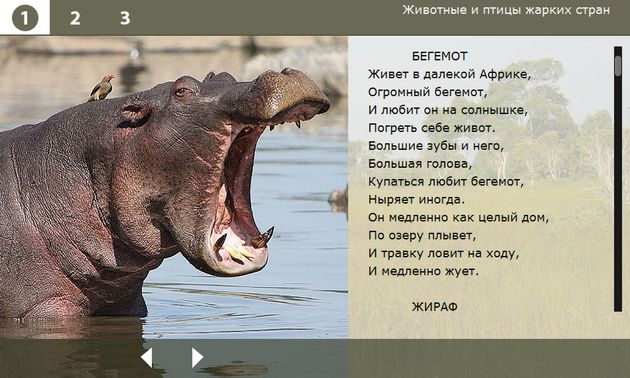 1 2 3
Животные и птицы жарких стран
БЕГЕМОТ
Живет в далекой Африке,
Огромный бегемот,
И любит он на солнышке,
Погреть себе живот.
Большие зубы и него,
Большая голова,
Купаться любит бегемот,
Ныряет иногда.
Он медленно как целый дом,
По озеру плывет,
И травку ловит на ходу,
И медленно жует.
ЖИРАФ